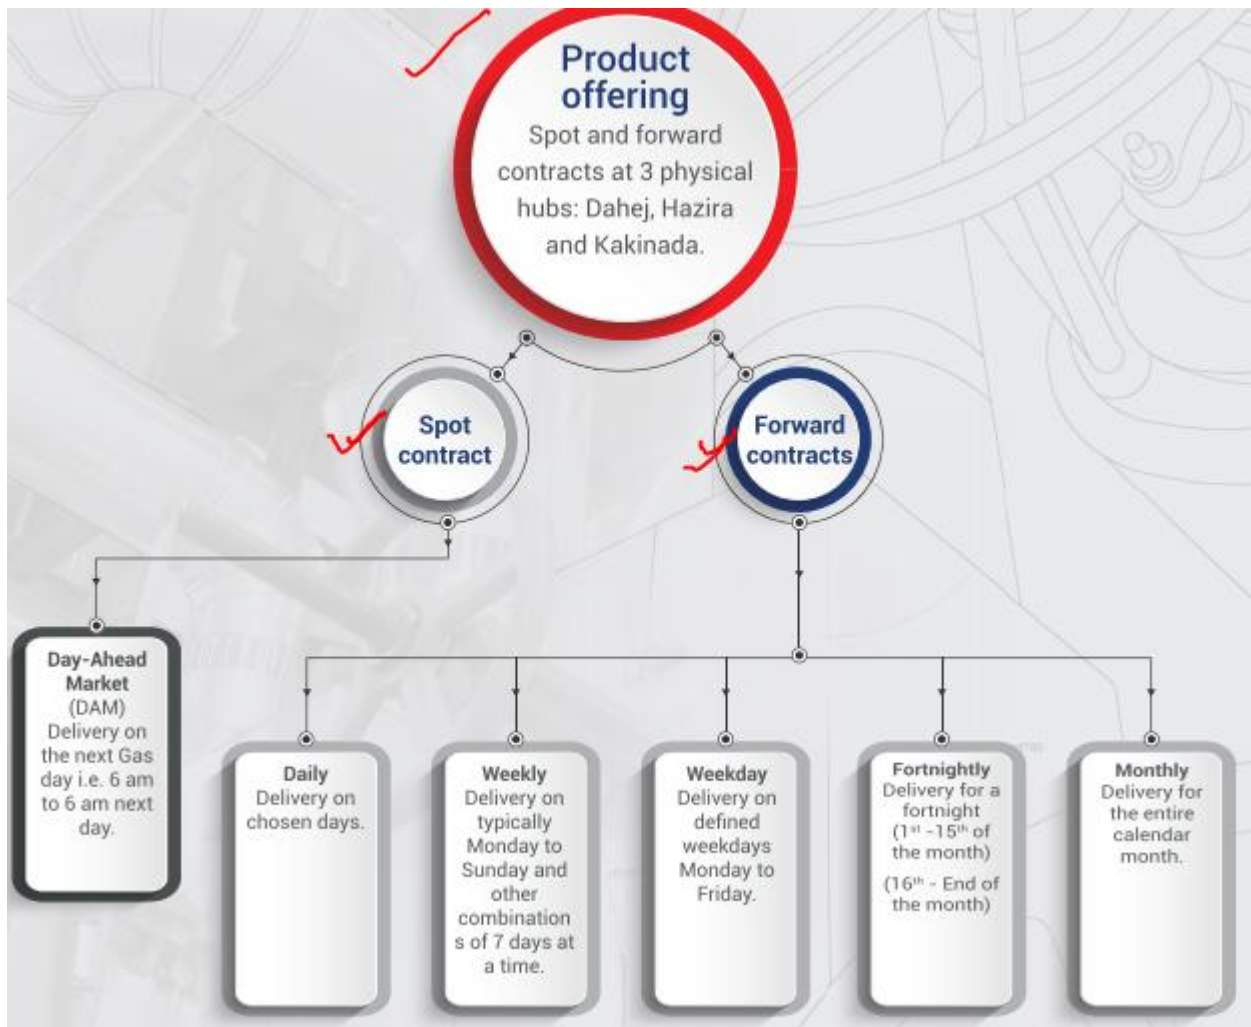 Product
offering
Spot and forward
contracts at 3 physical
hubs: Dahej, Hazira
and Kakinada.
Spot
contract
Forward
contracts
Day-Ahead
Market
(DAM)
Delivery on
the next Gas
day i.e. 6 am
to 6 am next
day.
Daily
Delivery on
chosen days.
Weekly
Delivery on
typically
Monday to
Sunday and
other
combination
s of 7 days at
a time.
Weekday
Delivery on
defined
weekdays
Monday to
Friday.
Fortnightly
Delivery for a
fortnight
(1st -15th of
the month)
(16th - End of
the month)
Monthly
Delivery for
the entire
calendar
month.